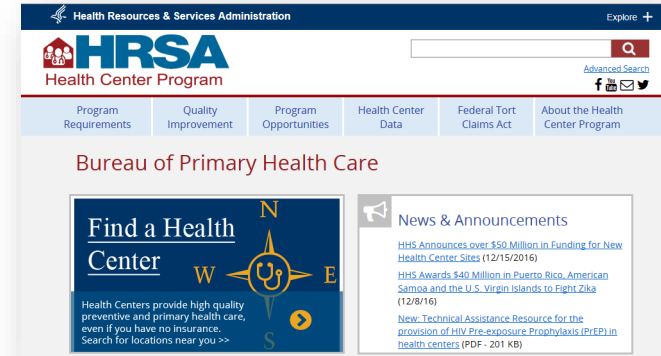 Health Resources & Services Administration
Explore +
HRSA
Health Center Program
Advanced Search
f You Tube
Program Requirements
Quality Improvement
Program Opportunities
Health Center Data
Federal Tort Claims Act
About the Health Center Program
Bureau of Primary Health Care
Find a Health
Center
N
W
E
S
Health Centers provide high quality
preventive and primary health care,
even if you have no insurance.
Search for locations near you >>
News & Announcements
HHS Announces over $50 Million in Funding for New
Health Center Sites (12/15/2016)
HHS Awards $40 Million in Puerto Rico, American
Samoa and the U.S. Virgin Islands to Fight Zika
(12/8/16)
New: Technical Assistance Resource for the
provision of HIV Pre-exposure Prophylaxis (PrEP) in
health centers (PDF - 201 KB)